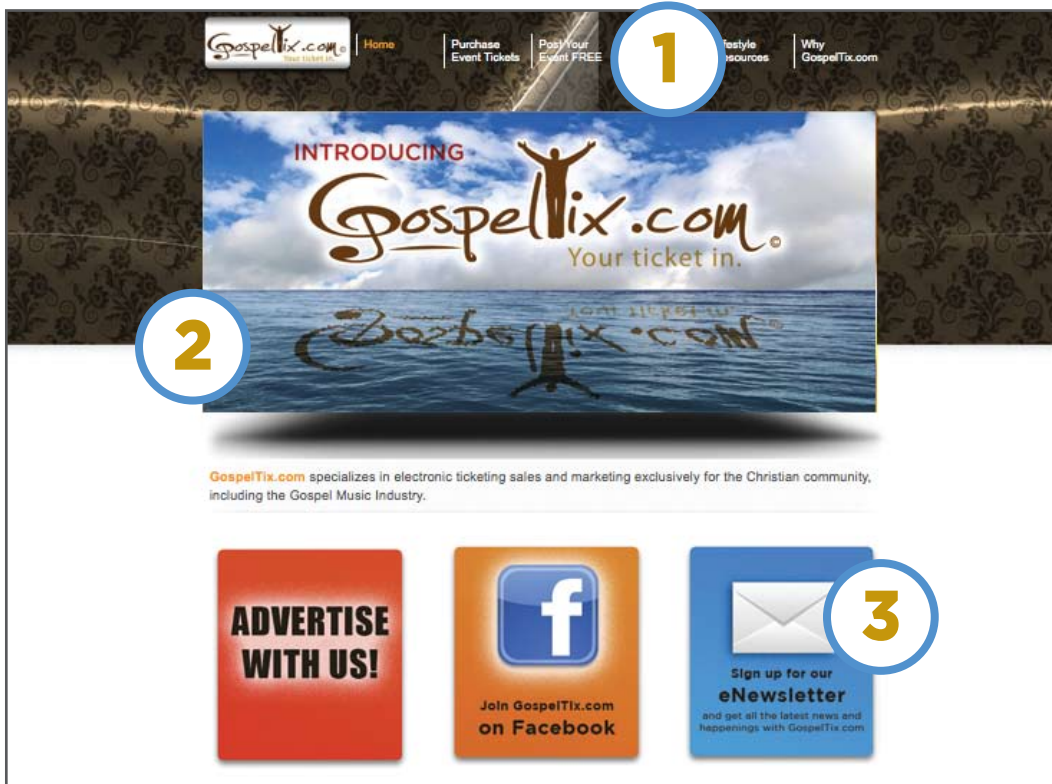 GospelTix.com©
Your ticket in.
Home
Purchase
Event Tickets
Post Your
Event FREE
1
Why
GospelTix.com
INTRODUCING
GospelTix.com©
Your ticket in.
2
GospelTix.com specializes in electronic ticketing sales and marketing exclusively for the Christian community,
including the Gospel Music Industry.
ADVERTISE
WITH US!
f
Join GospelTix.com
on Facebook
3
Sign up for our
eNewsletter
and get all the latest news and
happenings with GospelTix.com